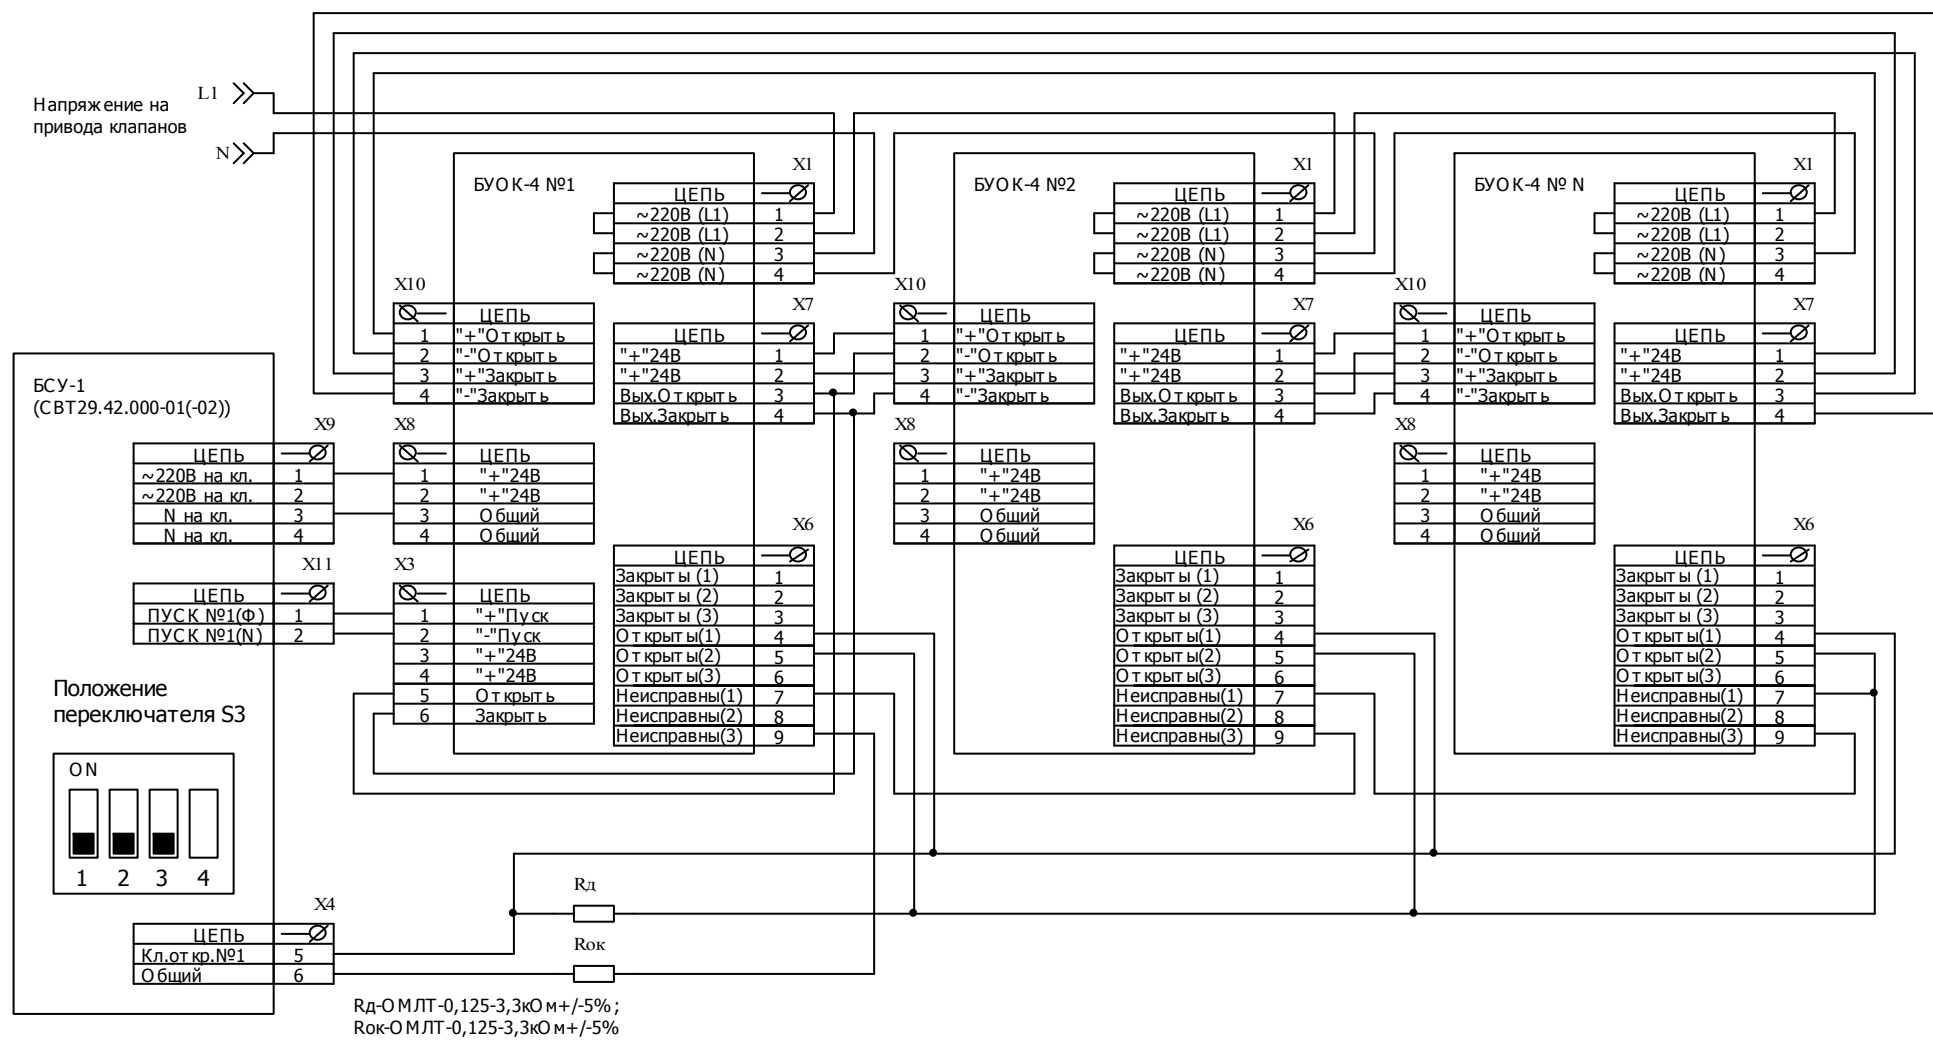 Напряжение на
привода клапанов
L1
N
БУОК-4 №1
X1
ЦЕПЬ
~220В (L1) 1
~220В (L1) 2
~220В (N) 3
~220В (N) 4
X10
ЦЕПЬ
1 "+"Открыть
2 "-"Открыть
3 "+"Закрыть
4 "-"Закрыть
X7
ЦЕПЬ
"+"24В 1
"+"24В 2
Вых.Открыть 3
Вых.Закрыть 4
X8
ЦЕПЬ
1 "+"24В
2 "+"24В
3 Общий
4 Общий
X3
ЦЕПЬ
1 "+"Пуск
2 "-"Пуск
3 "+"24В
4 "+"24В
5 Открыть
6 Закрыть
X6
ЦЕПЬ
Закрыты (1) 1
Закрыты (2) 2
Закрыты (3) 3
Открыты(1) 4
Открыты(2) 5
Открыты(3) 6
Неисправны(1) 7
Неисправны(2) 8
Неисправны(3) 9
БУОК-4 №2
X1
ЦЕПЬ
~220В (L1) 1
~220В (L1) 2
~220В (N) 3
~220В (N) 4
X10
ЦЕПЬ
1 "+"Открыть
2 "-"Открыть
3 "+"Закрыть
4 "-"Закрыть
X7
ЦЕПЬ
"+"24В 1
"+"24В 2
Вых.Открыть 3
Вых.Закрыть 4
X8
ЦЕПЬ
1 "+"24В
2 "+"24В
3 Общий
4 Общий
X6
ЦЕПЬ
Закрыты (1) 1
Закрыты (2) 2
Закрыты (3) 3
Открыты(1) 4
Открыты(2) 5
Открыты(3) 6
Неисправны(1) 7
Неисправны(2) 8
Неисправны(3) 9
БУОК-4 № N
X1
ЦЕПЬ
~220В (L1) 1
~220В (L1) 2
~220В (N) 3
~220В (N) 4
X10
ЦЕПЬ
1 "+"Открыть
2 "-"Открыть
3 "+"Закрыть
4 "-"Закрыть
X7
ЦЕПЬ
"+"24В 1
"+"24В 2
Вых.Открыть 3
Вых.Закрыть 4
X8
ЦЕПЬ
1 "+"24В
2 "+"24В
3 Общий
4 Общий
X6
ЦЕПЬ
Закрыты (1) 1
Закрыты (2) 2
Закрыты (3) 3
Открыты(1) 4
Открыты(2) 5
Открыты(3) 6
Неисправны(1) 7
Неисправны(2) 8
Неисправны(3) 9
БСУ-1
(СВТ29.42.000-01(-02))
X9
ЦЕПЬ
~220В на кл. 1
~220В на кл. 2
N на кл. 3
N на кл. 4
X11
ЦЕПЬ
ПУСК №1(Ф) 1
ПУСК №1(N) 2
Положение
переключателя S3
ON
1 2 3 4
X4
ЦЕПЬ
Кл.откр.№1 5
Общий 6
Rд
Rок
Rд-ОМЛТ-0,125-3,3кОм+/-5%;
Rок-ОМЛТ-0,125-3,3кОм+/-5%